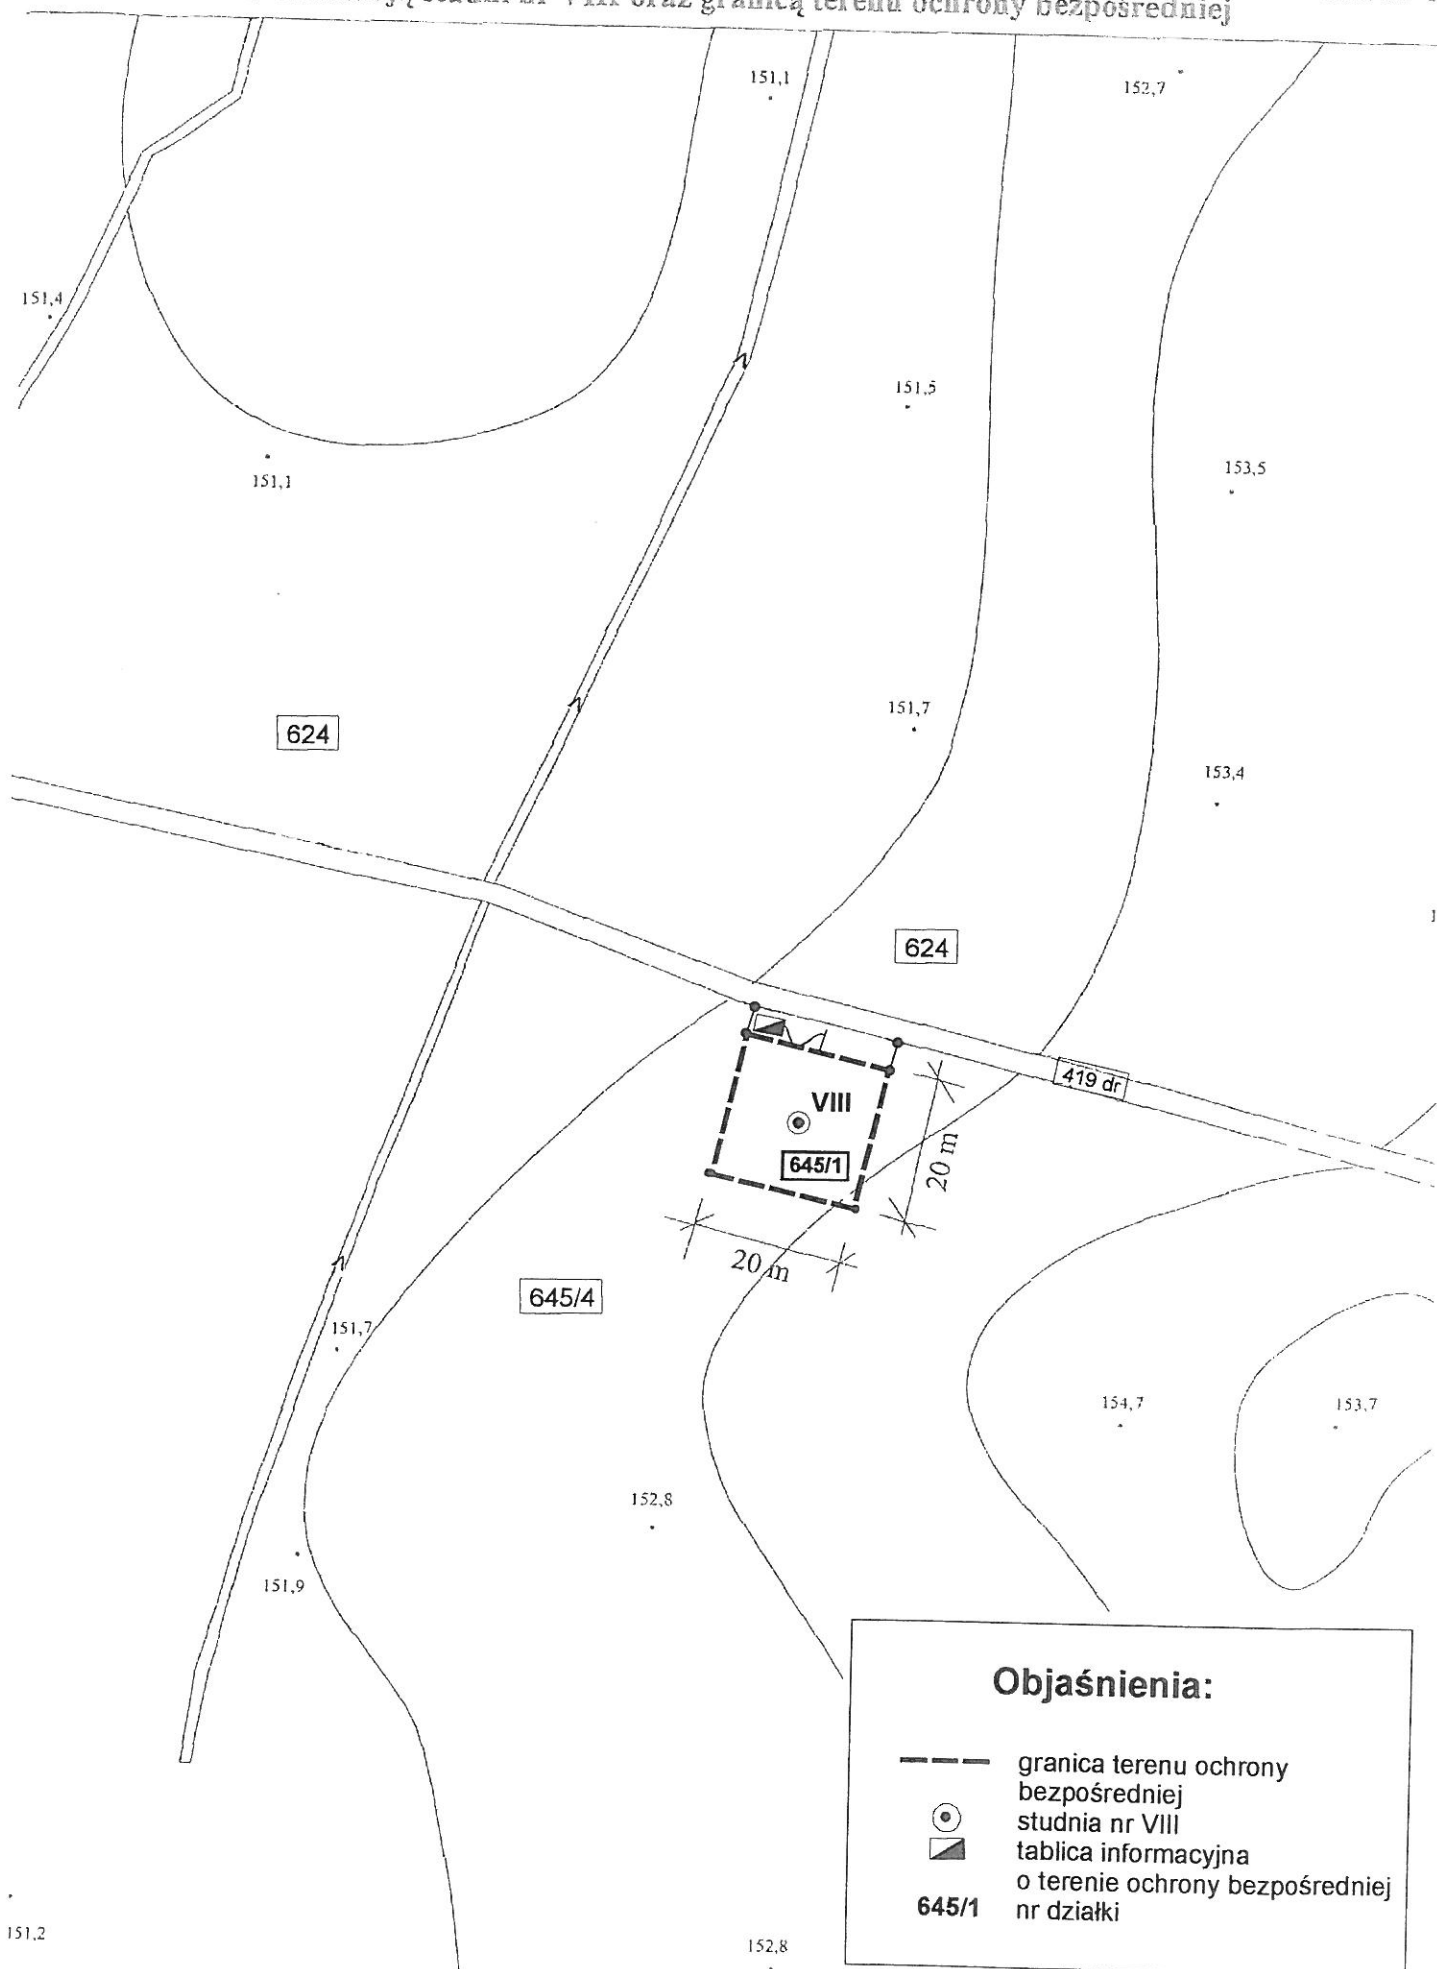 oraz granicą terenu ochrony bezpośredniej
151,1
152,7
151,4
151,5
151,1
153,5
151,7
624
153,4
624
419 dr
VIII
20 m
645/1
20 m
645/4
151,7
154,7
153,7
152,8
151,9
Objaśnienia:
granica terenu ochrony
bezpośredniej
studnia nr VIII
tablica informacyjna
o terenie ochrony bezpośredniej
645/1 nr działki
151,2
152,8